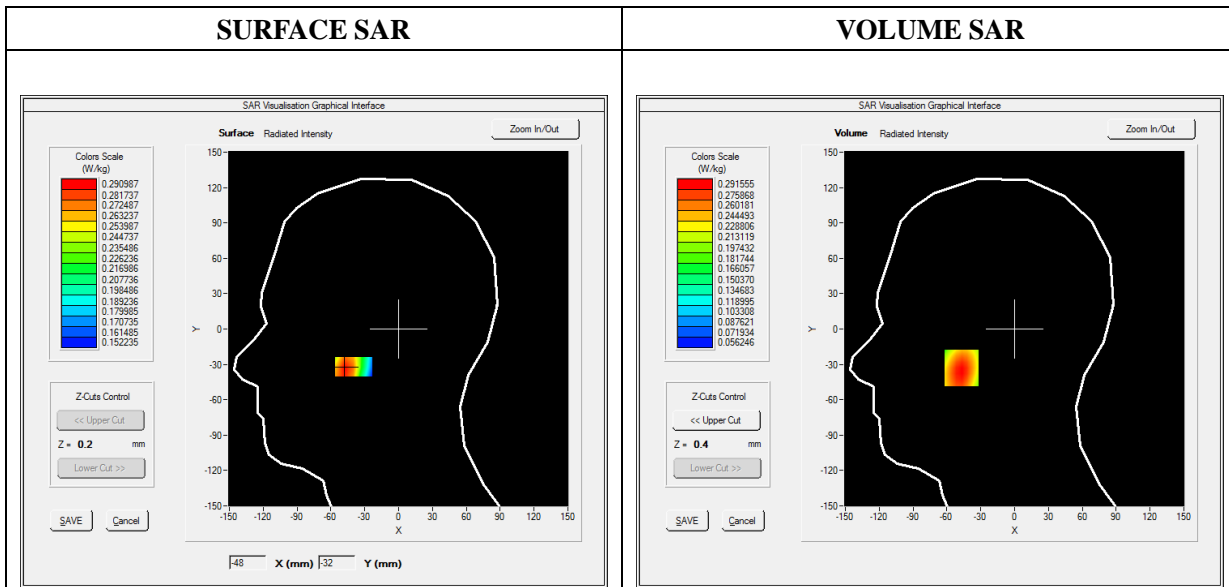 SURFACE SAR
SAR Visualisation Graphical Interface
Surface Radiated Intensity
Zoom In/Out
Colors Scale
(W/kg)
0.290987
0.281737
0.272487
0.263237
0.253987
0.244737
0.235486
0.226236
0.216986
0.207736
0.198486
0.189236
0.179985
0.170735
0.161485
0.152235
Z-Cuts Control
<< Upper Cut
Z = 0.2 mm
Lower Cut >>
SAVE Cancel
150
120
90
60
30
0
-30
-60
-90
-120
-150
Y
-150 -120 -90 -60 -30 0 30 60 90 120 150
X
-48 X (mm) -32 Y (mm)
VOLUME SAR
SAR Visualisation Graphical Interface
Volume Radiated Intensity
Zoom In/Out
Colors Scale
(W/kg)
0.291555
0.275868
0.260181
0.244493
0.228806
0.213119
0.197432
0.181744
0.166057
0.150370
0.134683
0.118995
0.103308
0.087621
0.071934
0.056246
Z-Cuts Control
<< Upper Cut
Z = 0.4 mm
Lower Cut >>
SAVE Cancel
150
120
90
60
30
0
-30
-60
-90
-120
-150
Y
-150 -120 -90 -60 -30 0 30 60 90 120 150
X